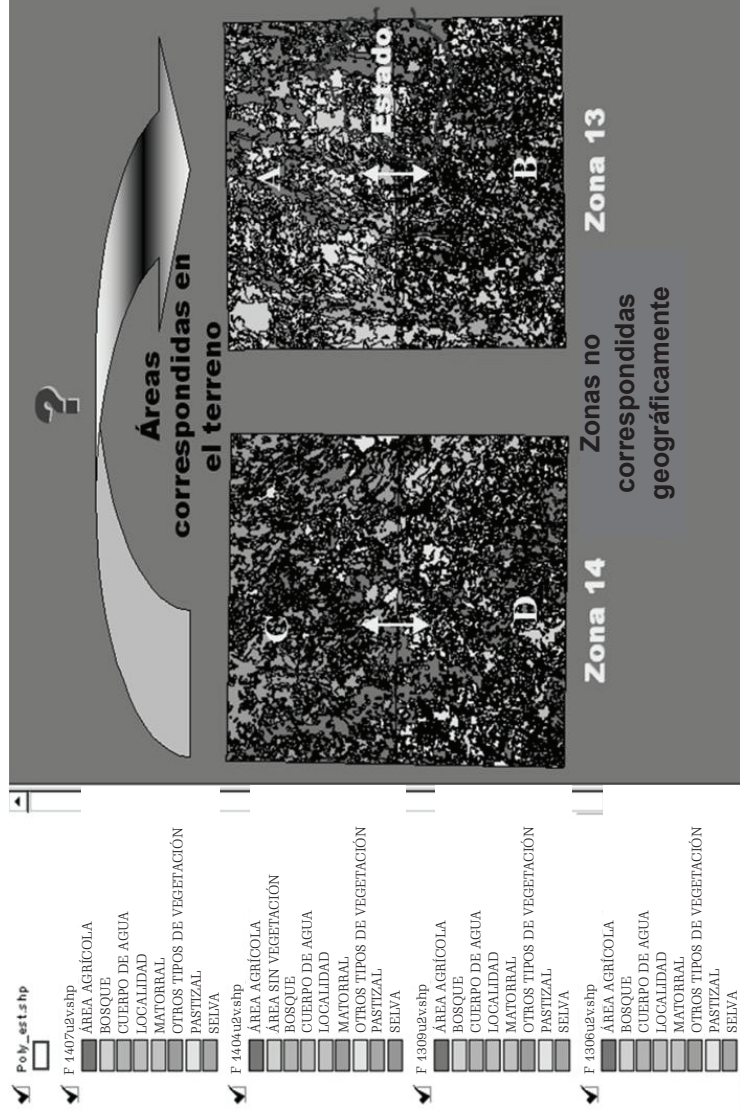 Poly_est.shp
F 1407u2v.shp
ÁREA AGRÍCOLA
BOSQUE
CUERPO DE AGUA
LOCALIDAD
MATORRAL
OTROS TIPOS DE VEGETACIÓN
PASTIZAL
SELVA
F 1404u2v.shp
ÁREA AGRÍCOLA
ÁREA SIN VEGETACIÓN
BOSQUE
CUERPO DE AGUA
LOCALIDAD
MATORRAL
OTROS TIPOS DE VEGETACIÓN
PASTIZAL
SELVA
F 1309u2v.shp
ÁREA AGRÍCOLA
BOSQUE
CUERPO DE AGUA
LOCALIDAD
MATORRAL
OTROS TIPOS DE VEGETACIÓN
PASTIZAL
SELVA
F 1306u2v.shp
ÁREA AGRÍCOLA
BOSQUE
CUERPO DE AGUA
LOCALIDAD
MATORRAL
OTROS TIPOS DE VEGETACIÓN
PASTIZAL
SELVA
?
Áreas
correspondidas en
el terreno
C
D
Zona 14
A
Estado
B
Zona 13
Zonas no
correspondidas
geográficamente